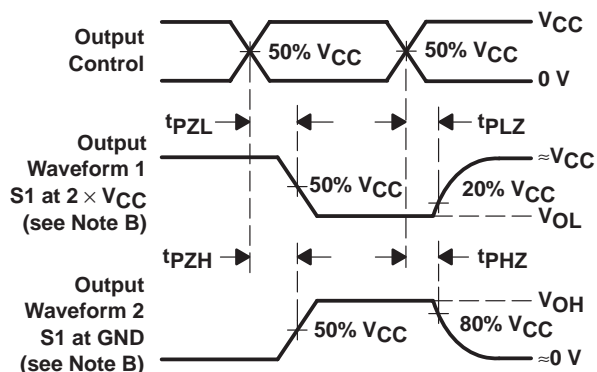 Output
Control
50% VCC
50% VCC
VCC
0 V
tPZL
tPLZ
Output
Waveform 1
S1 at 2 × VCC
(see Note B)
50% VCC
≈VCC
20% VCC
VOL
tPZH
tPHZ
Output
Waveform 2
S1 at GND
(see Note B)
50% VCC
VOH
80% VCC
≈0 V